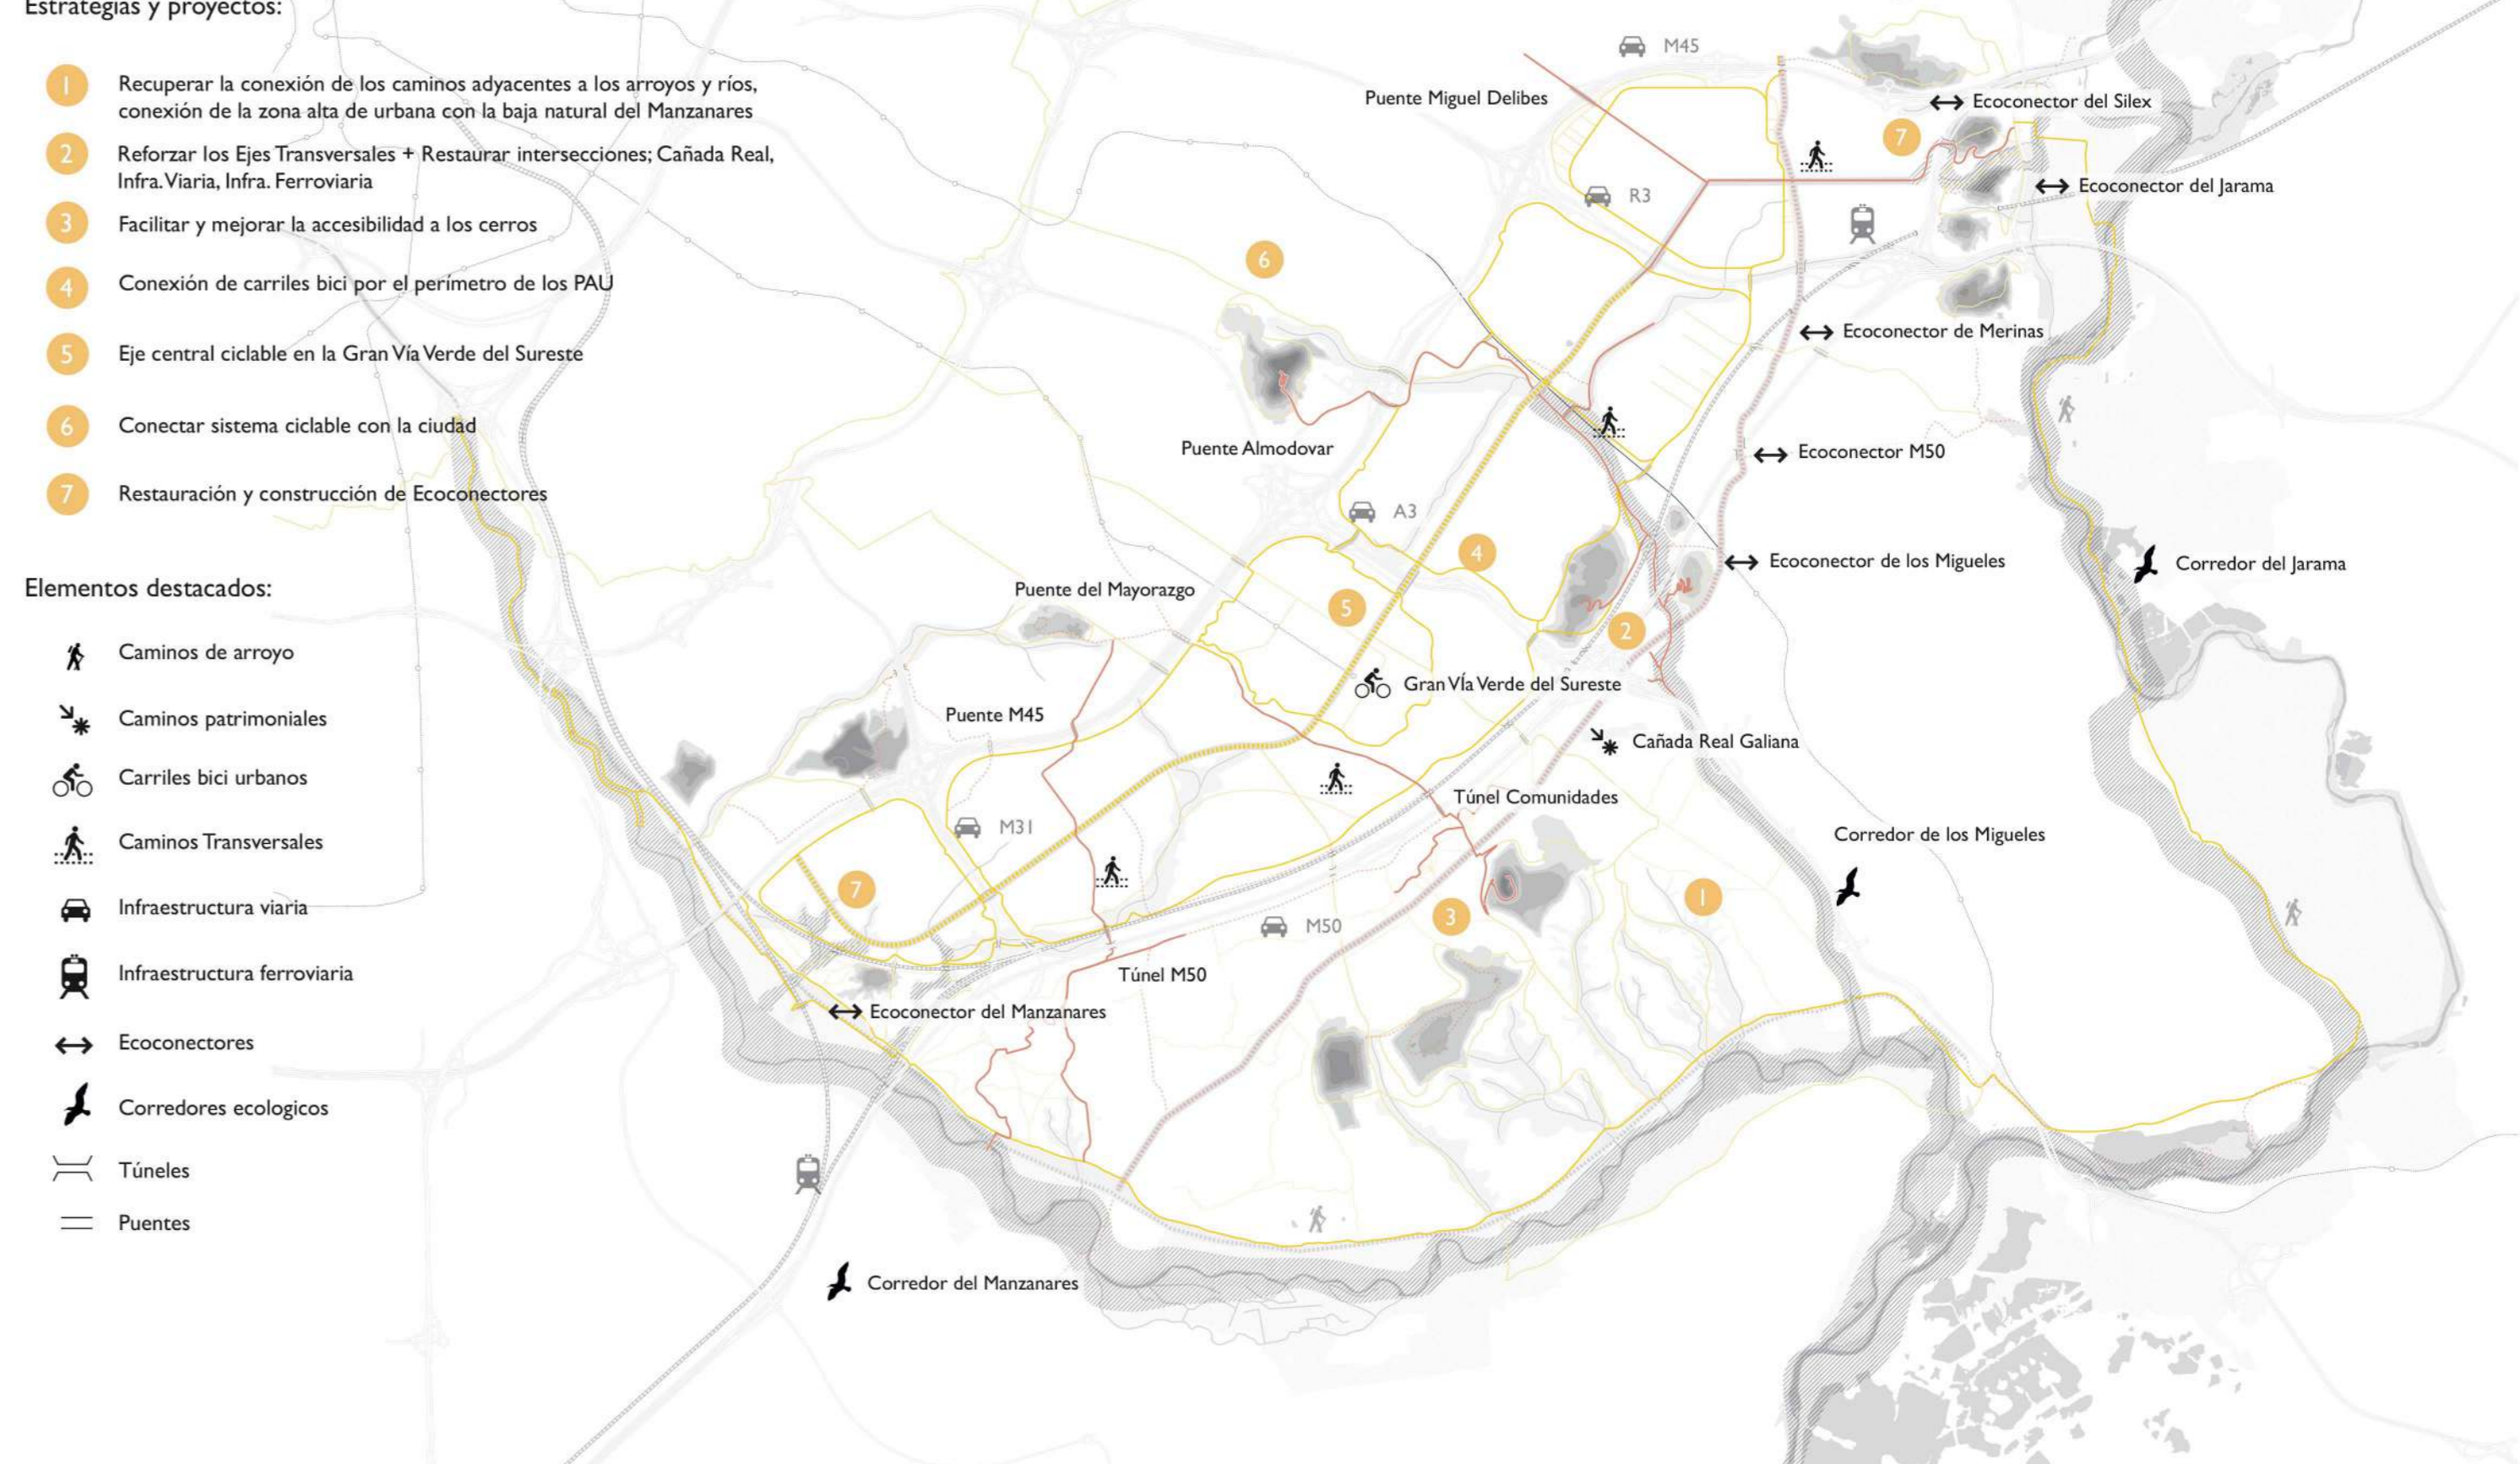 Estrategias y proyectos:
1
Recuperar la conexión de los caminos adyacentes a los arroyos y ríos,
conexión de la zona alta de urbana con la baja natural del Manzanares
2
Reforzar los Ejes Transversales + Restaurar intersecciones; Cañada Real,
Infra. Viaria, Infra. Ferroviaria
3
Facilitar y mejorar la accesibilidad a los cerros
4
Conexión de carriles bici por el perímetro de los PAU
5
Eje central ciclable en la Gran Vía Verde del Sureste
6
Conectar sistema ciclable con la ciudad
7
Restauración y construcción de Ecoconectores
Elementos destacados:
Caminos de arroyo
Caminos patrimoniales
Carriles bici urbanos
Caminos Transversales
Infraestructura viaria
Infraestructura ferroviaria
Ecoconectores
Corredores ecologicos
Túneles
Puentes
M45
Puente Miguel Delibes
Ecoconector del Silex
7
R3
Ecoconector del Jarama
6
Ecoconector de Merinas
Puente Almodovar
Ecoconector M50
A3
4
Ecoconector de los Migueles
Corredor del Jarama
Puente del Mayorazgo
5
2
Gran VÍa Verde del Sureste
Puente M45
Cañada Real Galiana
Túnel Comunidades
M31
Corredor de los Migueles
7
1
3
M50
Túnel M50
Ecoconector del Manzanares
Corredor del Manzanares